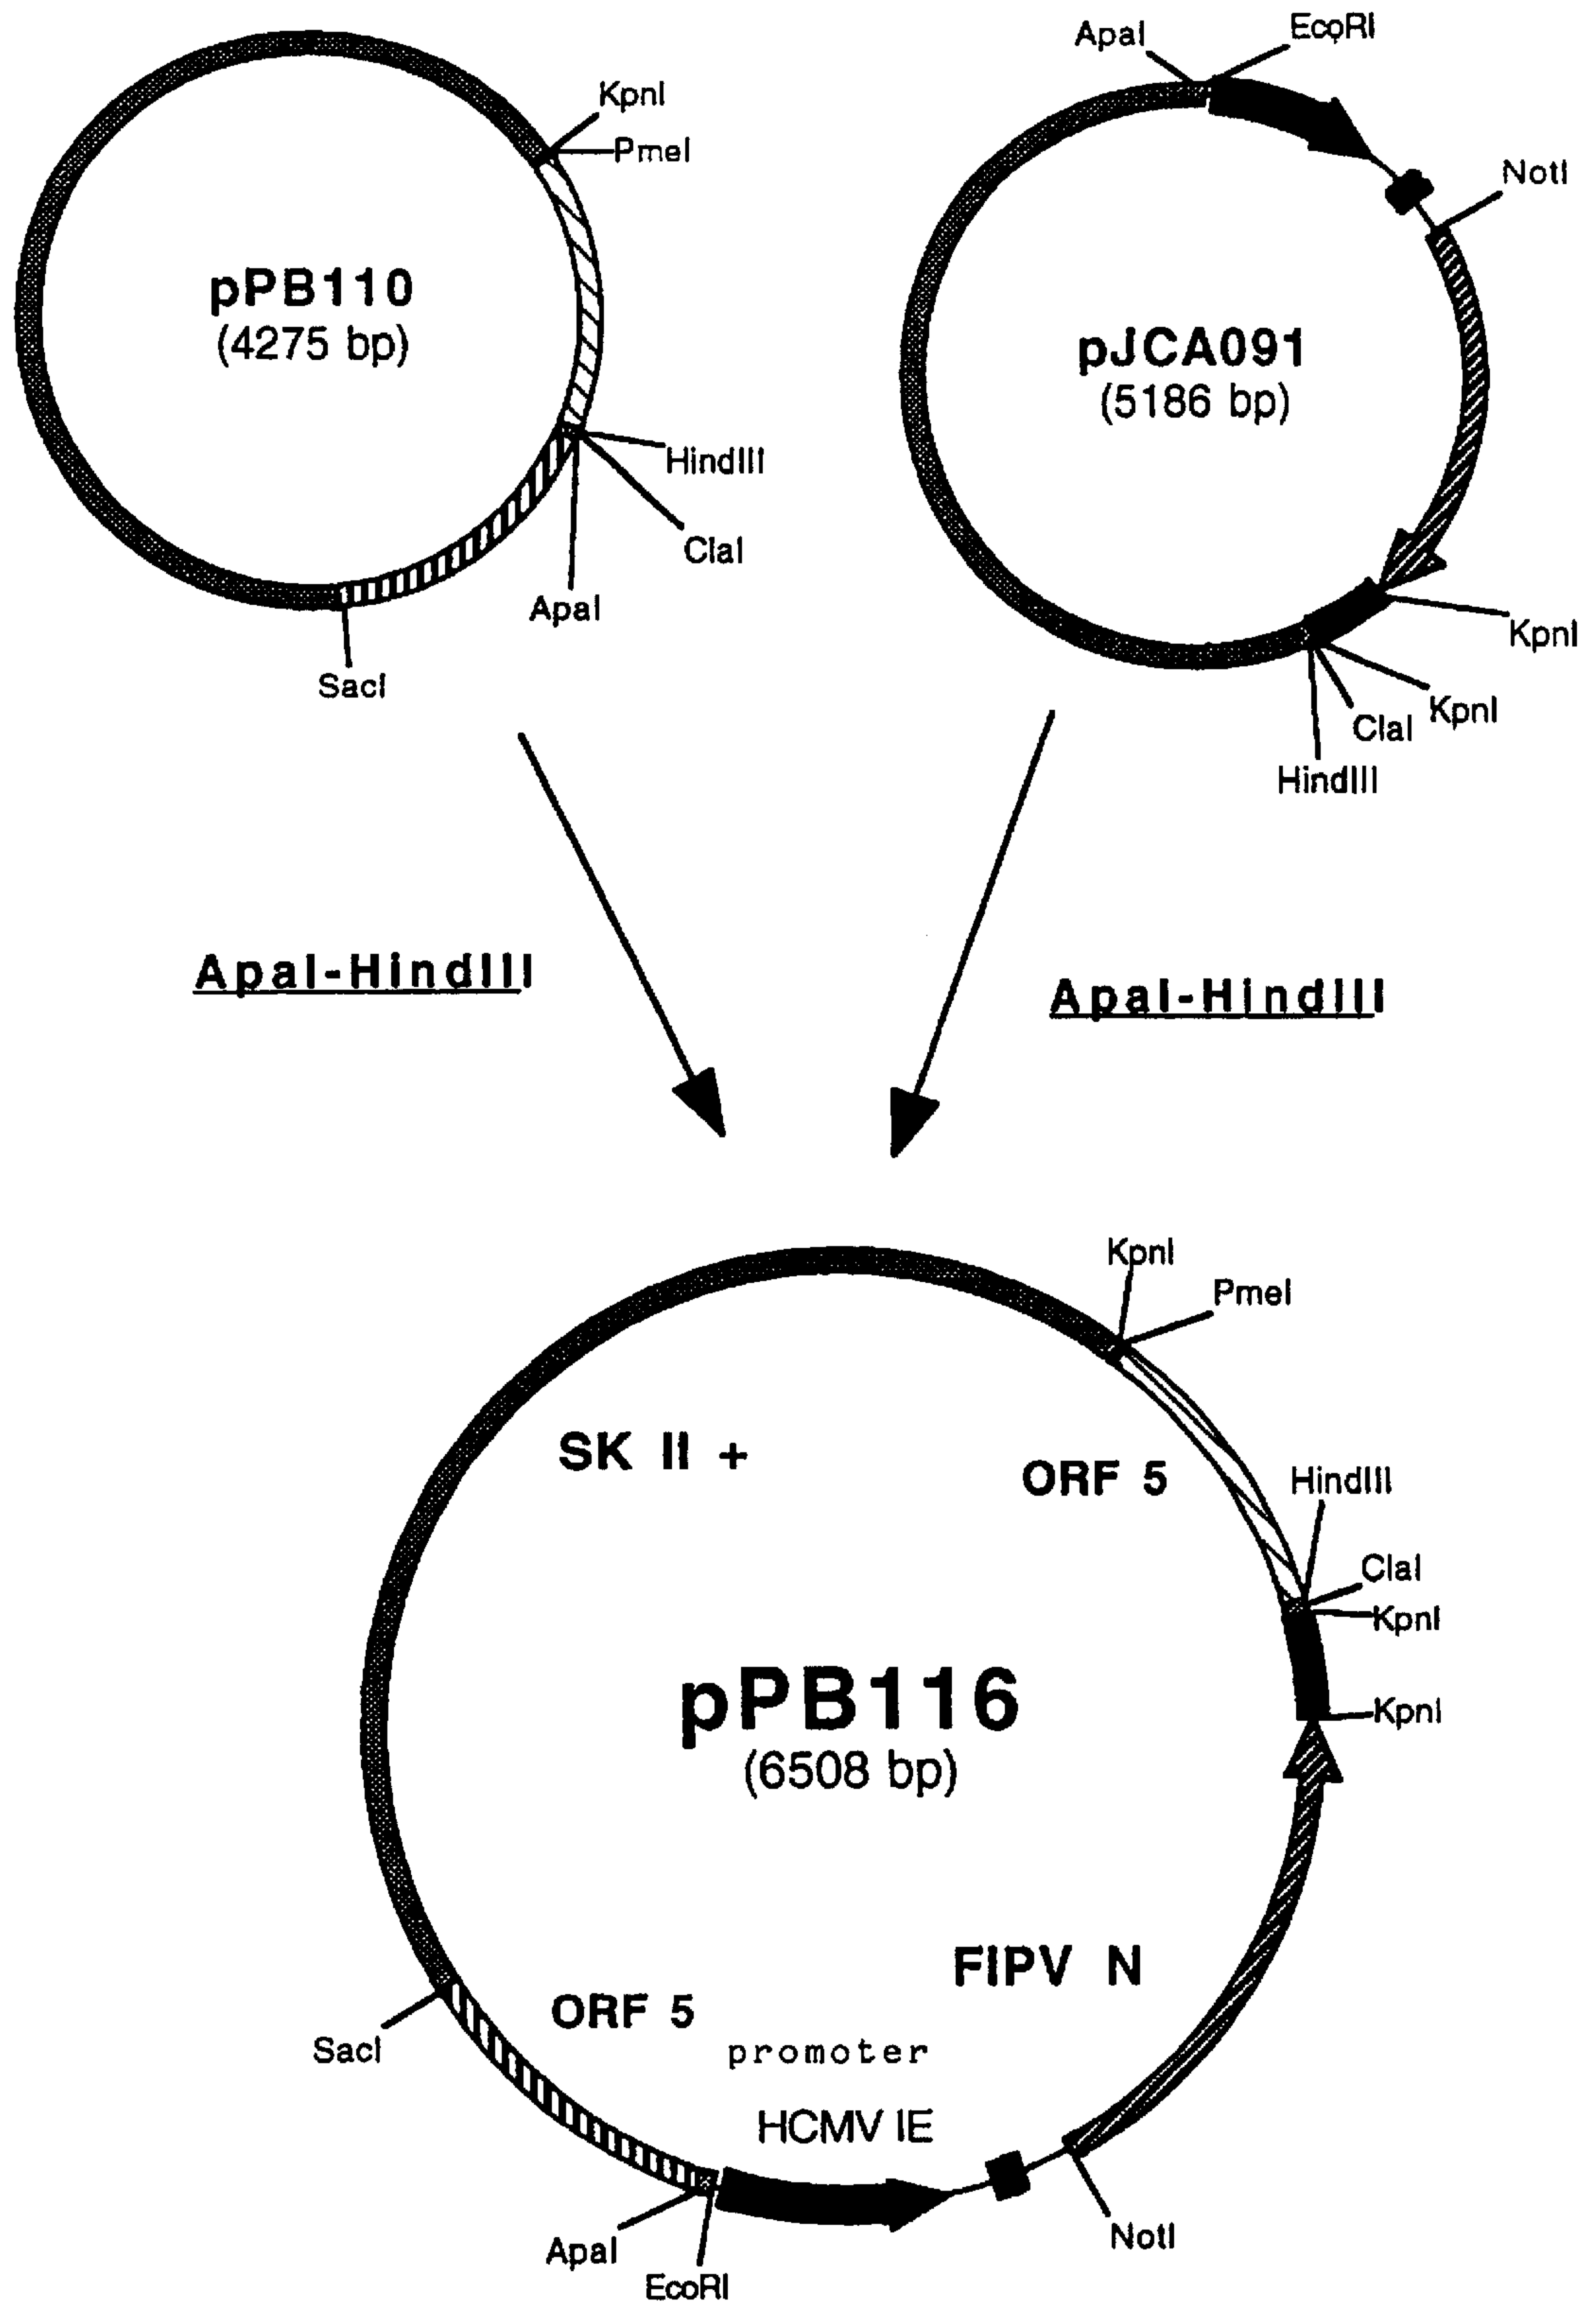 ApaI
EcoRI
KpnI
PmeI
NotI
pPB110
(4275 bp)
pJCA091
(5186 bp)
HindIII
ClaI
ApaI
SacI
KpnI
KpnI
ClaI
HindIII
ApaI-HindIII
ApaI-HindIII
KpnI
PmeI
SK II +
ORF 5
HindIII
ClaI
KpnI
KpnI
pPB116
(6508 bp)
FIPV N
ORF 5
SacI
promoter
HCMV IE
ApaI
EcoRI
NotI